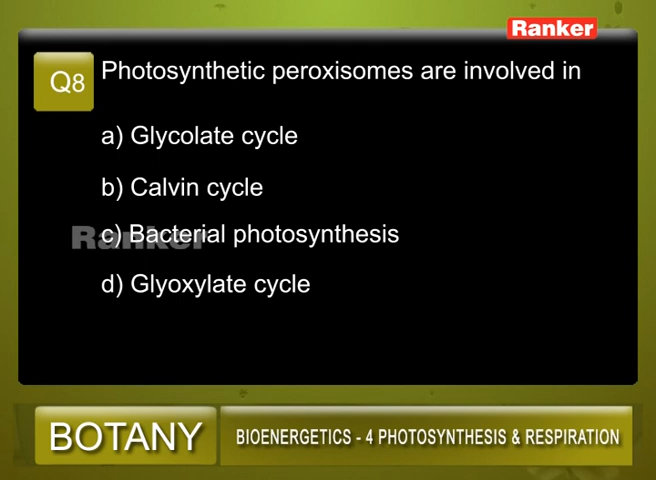 Ranker
Q8 Photosynthetic peroxisomes are involved in
a) Glycolate cycle
b) Calvin cycle
Ranker
c) Bacterial photosynthesis
d) Glyoxylate cycle
BOTANY
BIOENERGETICS - 4 PHOTOSYNTHESIS & RESPIRATION